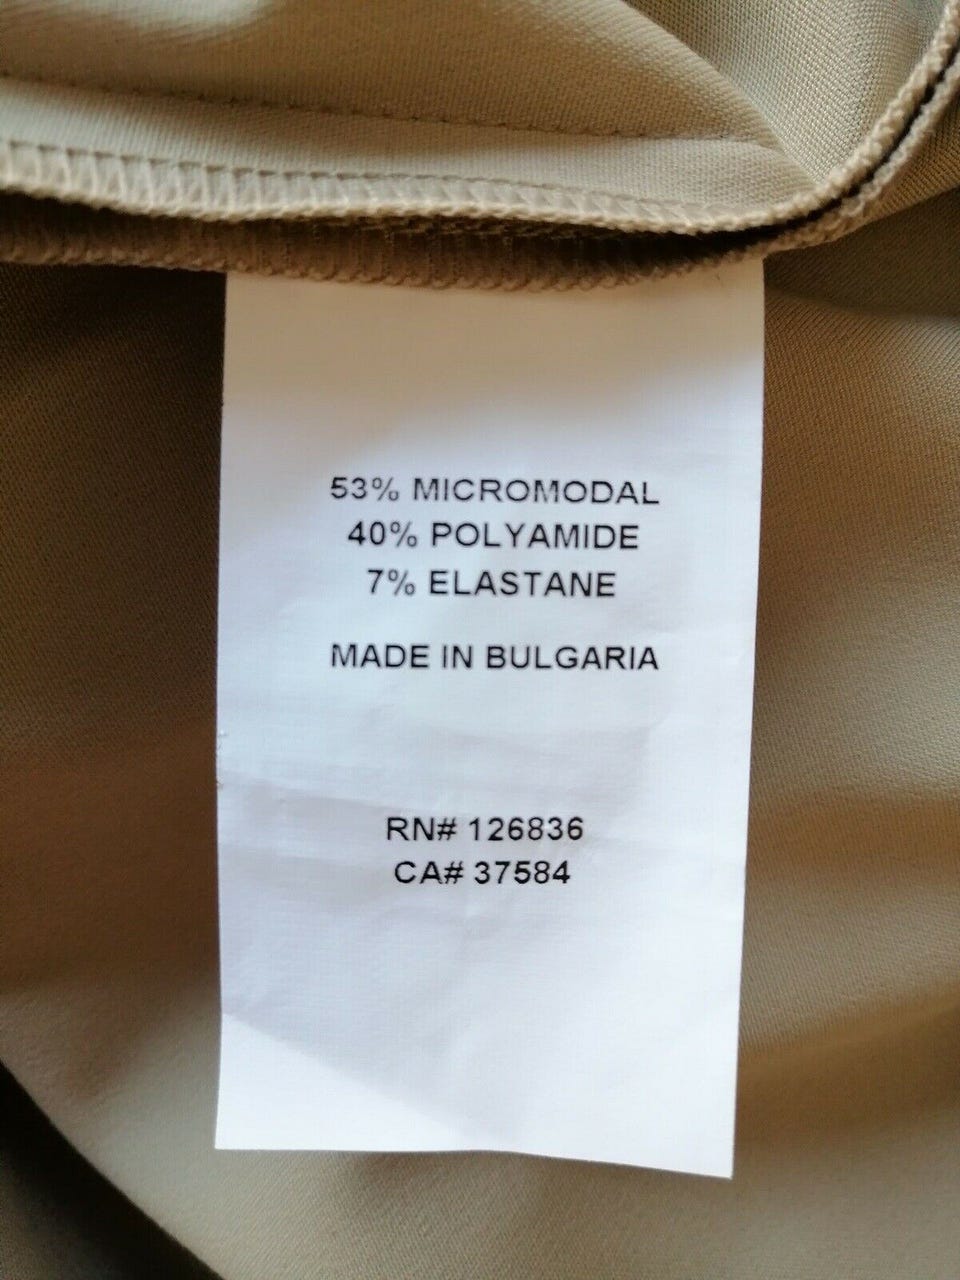 53% MICROMODAL
40% POLYAMIDE
7% ELASTANE
MADE IN BULGARIA
RN# 126836
CA# 37584